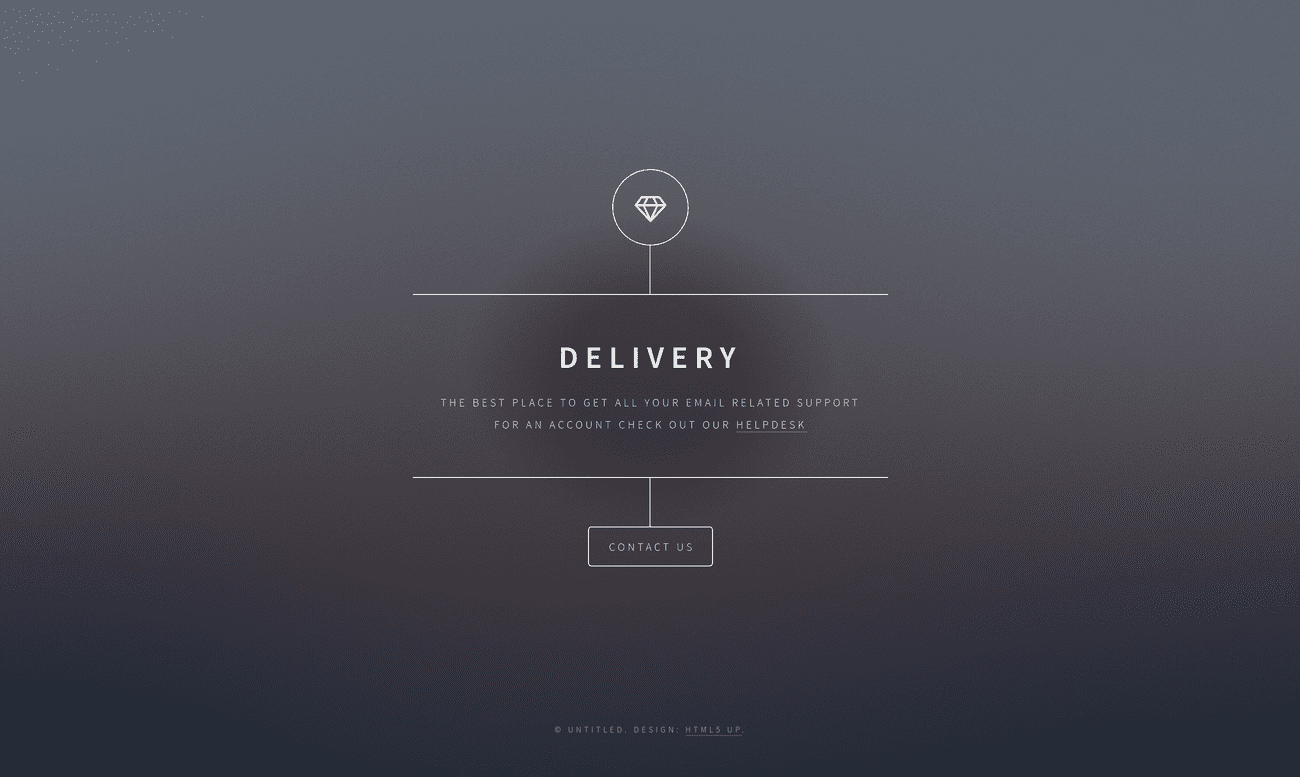 DELIVERY
THE BEST PLACE TO GET ALL YOUR EMAIL RELATED SUPPORT
FOR AN ACCOUNT CHECK OUT OUR HELPDESK
CONTACT US
© UNTITLED. DESIGN: HTML5 UP.